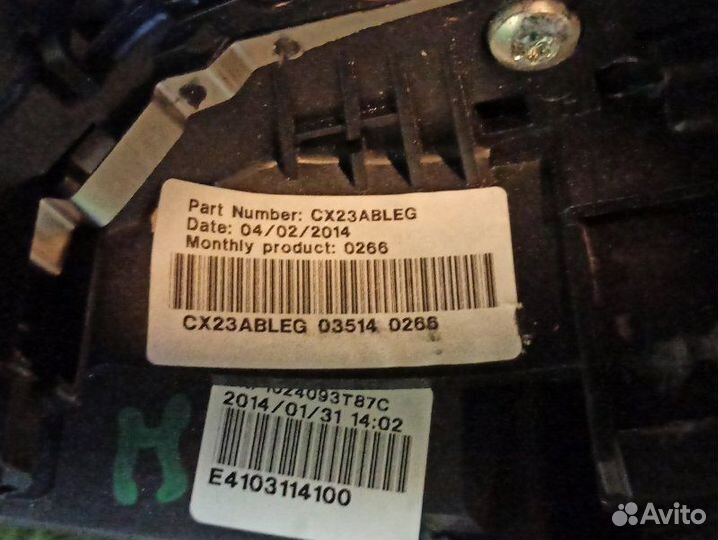 Part Number: CX23ABLEG
Date: 04/02/2014
Monthly product: 0266
CX23ABLEG 03514 0266
1024093T87C
2014/01/31 14:02
E4103114100
M
Avito